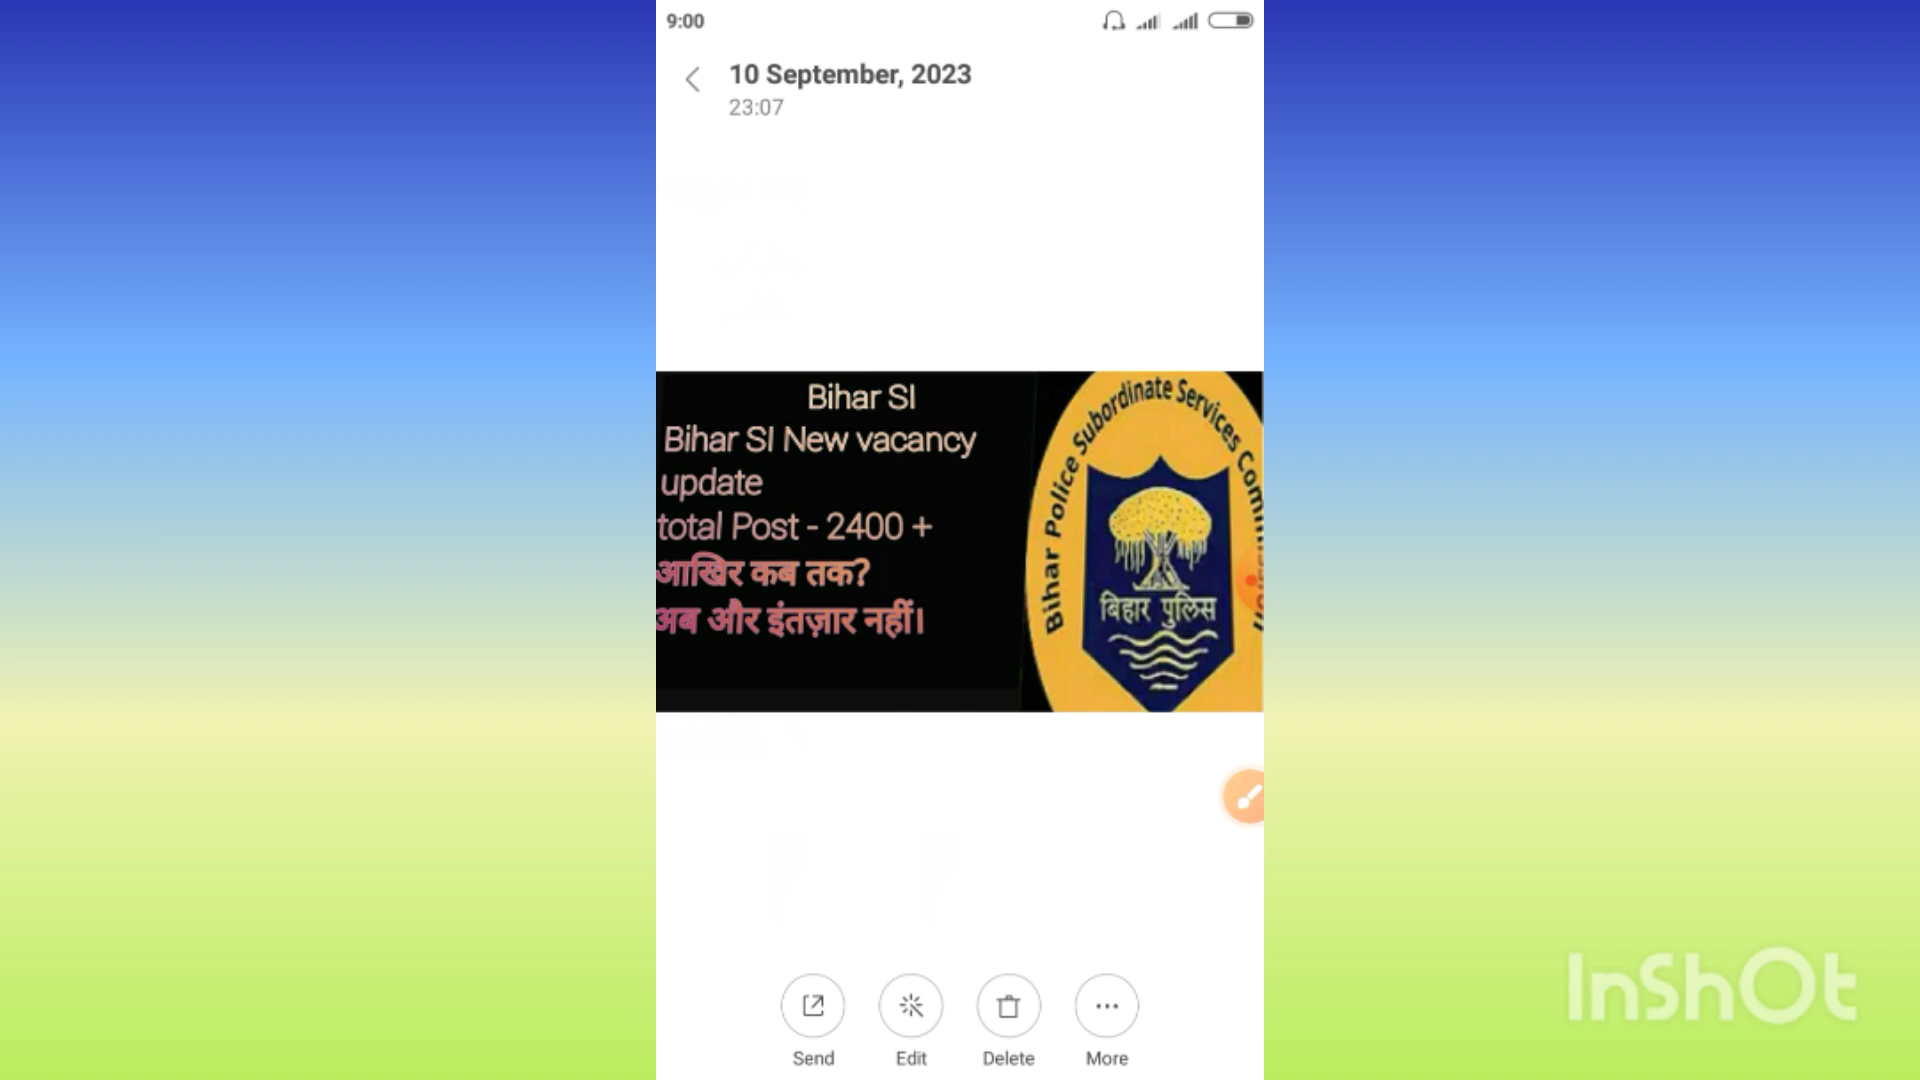 9:00
10 September, 2023
23:07
Bihar SI
Bihar SI New vacancy
update
total Post - 2400 +
आखिर कब तक?
अब और इंतज़ार नहीं।
Bihar Police Subordinate Services
बिहार पुलिस
Send
Edit
Delete
More
InShOt